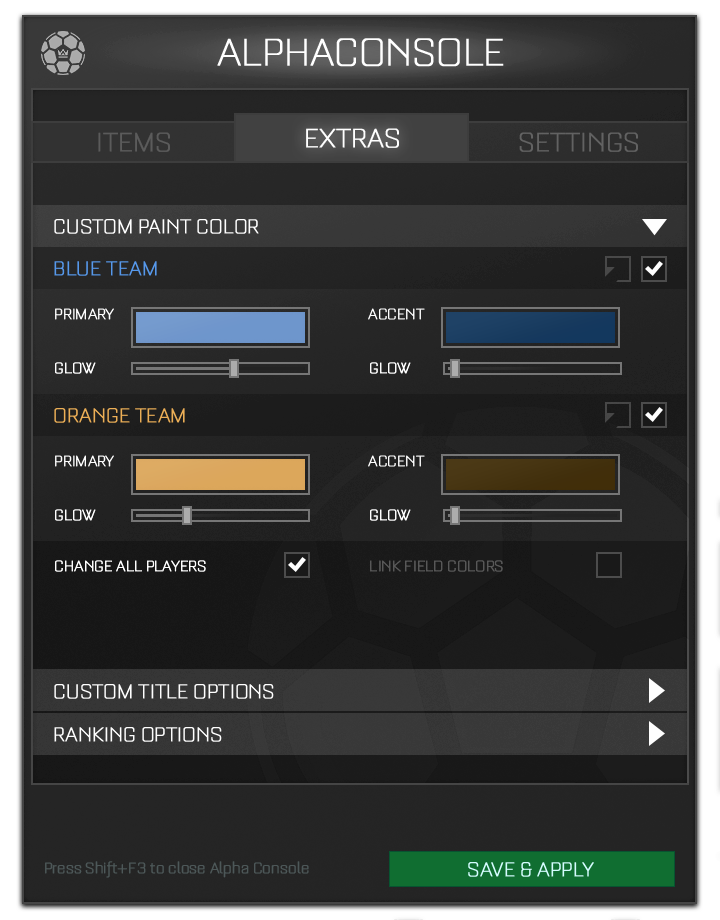 ALPHACONSOLE
ITEMS EXTRAS SETTINGS
CUSTOM PAINT COLOR
BLUE TEAM
PRIMARY ACCENT
GLOW GLOW
ORANGE TEAM
PRIMARY ACCENT
GLOW GLOW
CHANGE ALL PLAYERS LINK FIELD COLORS
CUSTOM TITLE OPTIONS
RANKING OPTIONS
Press Shift+F3 to close Alpha Console SAVE & APPLY